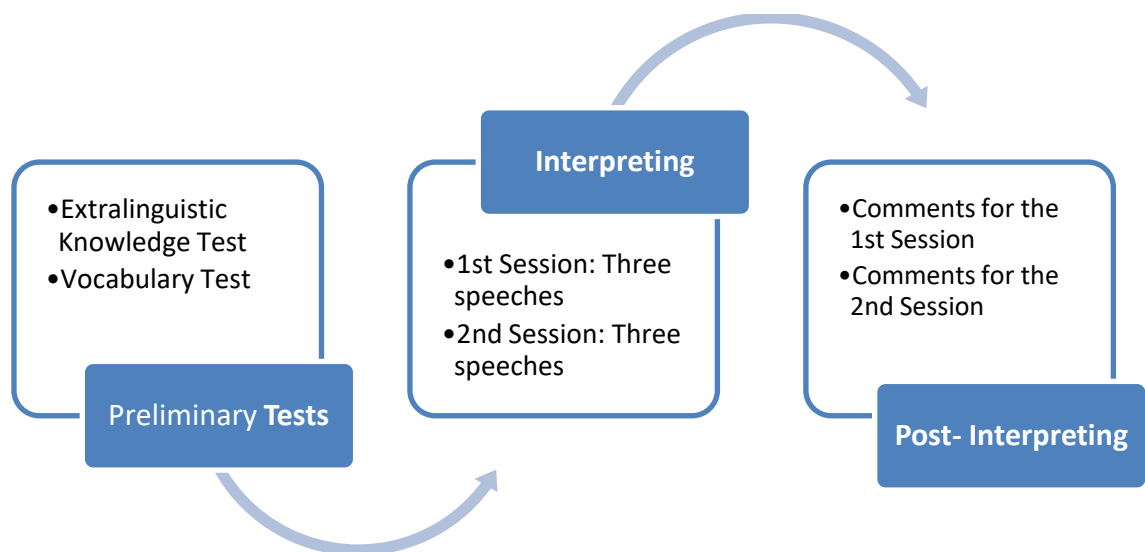 •Extralinguistic
Knowledge Test
•Vocabulary Test
Preliminary Tests
Interpreting
•1st Session: Three
speeches
•2nd Session: Three
speeches
•Comments for the
1st Session
•Comments for the
2nd Session
Post- Interpreting